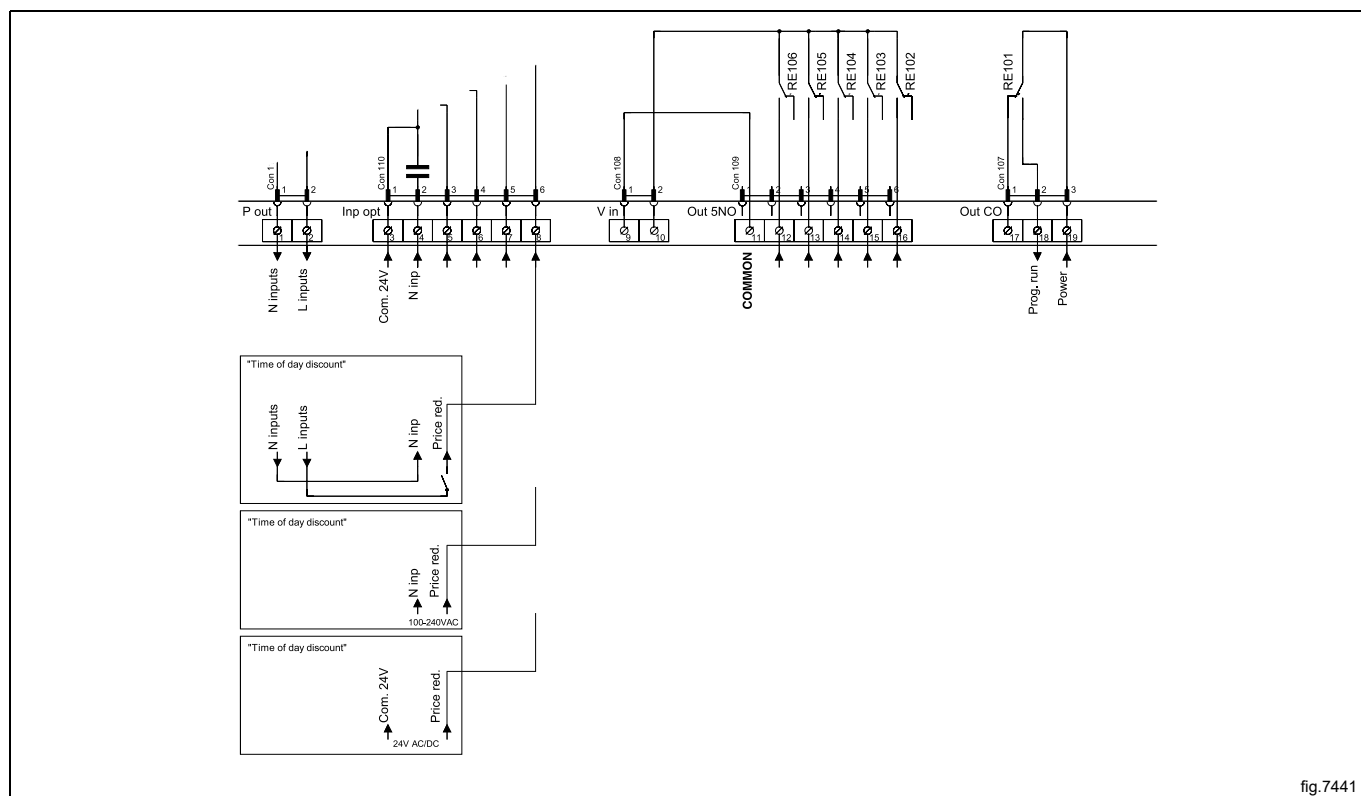 RE106
RE105
RE104
RE103
RE102
RE101
Con 1
Con 110
Con 108
Con 109
Con 107
1 2
1 2 3 4 5 6
1 2
1 2 3 4 5 6
1 2 3
P out
Inp opt
V in
Out 5NO
Out CO
1 2
3 4 5 6 7 8
9 10
11 12 13 14 15 16
17 18 19
N inputs
L inputs
Com. 24V
N inp
COMMON
Prog. run
Power
"Time of day discount"
N inputs
L inputs
N inp
Price red.
"Time of day discount"
N inp
Price red.
100-240VAC
"Time of day discount"
Com. 24V
Price red.
24V AC/DC
fig.7441